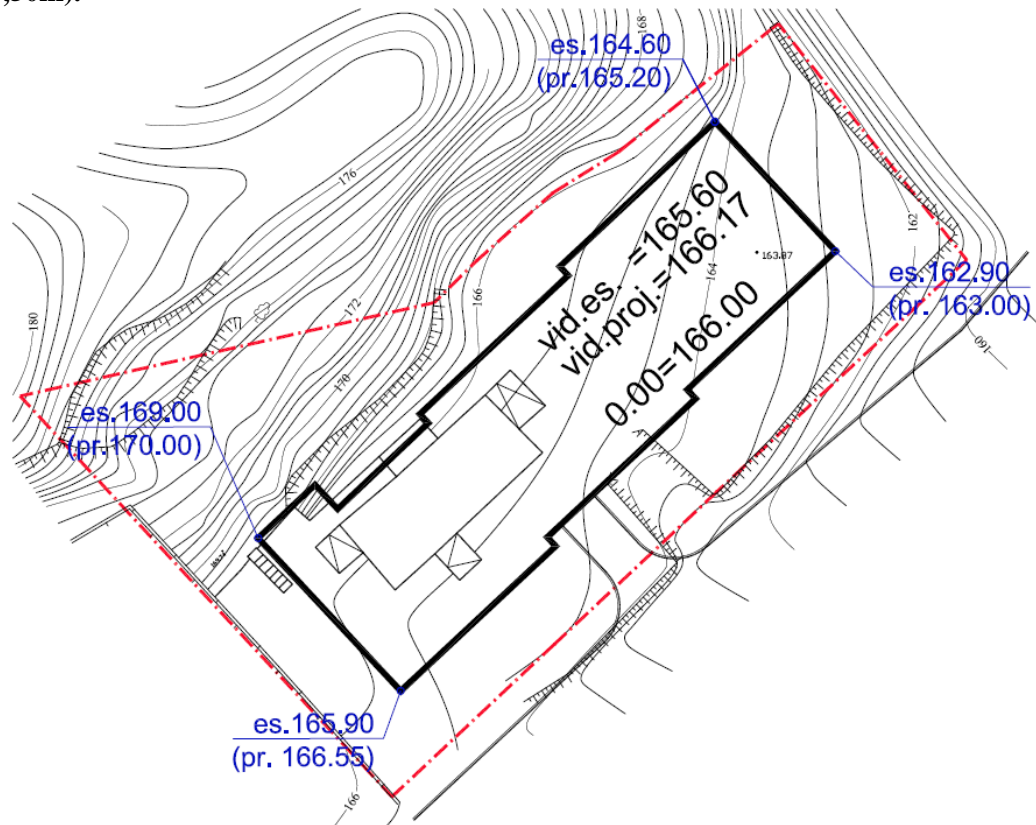 168
es.164.60
(pr.165.20)
176
162
vid.es. =165.60
vid.proj.=166.17
164
163.87
es.162.90
(pr. 163.00)
166
172
180
0.00=166.00
160
170
es.169.00
(pr.170.00)
es.165.90
(pr. 166.55)
166